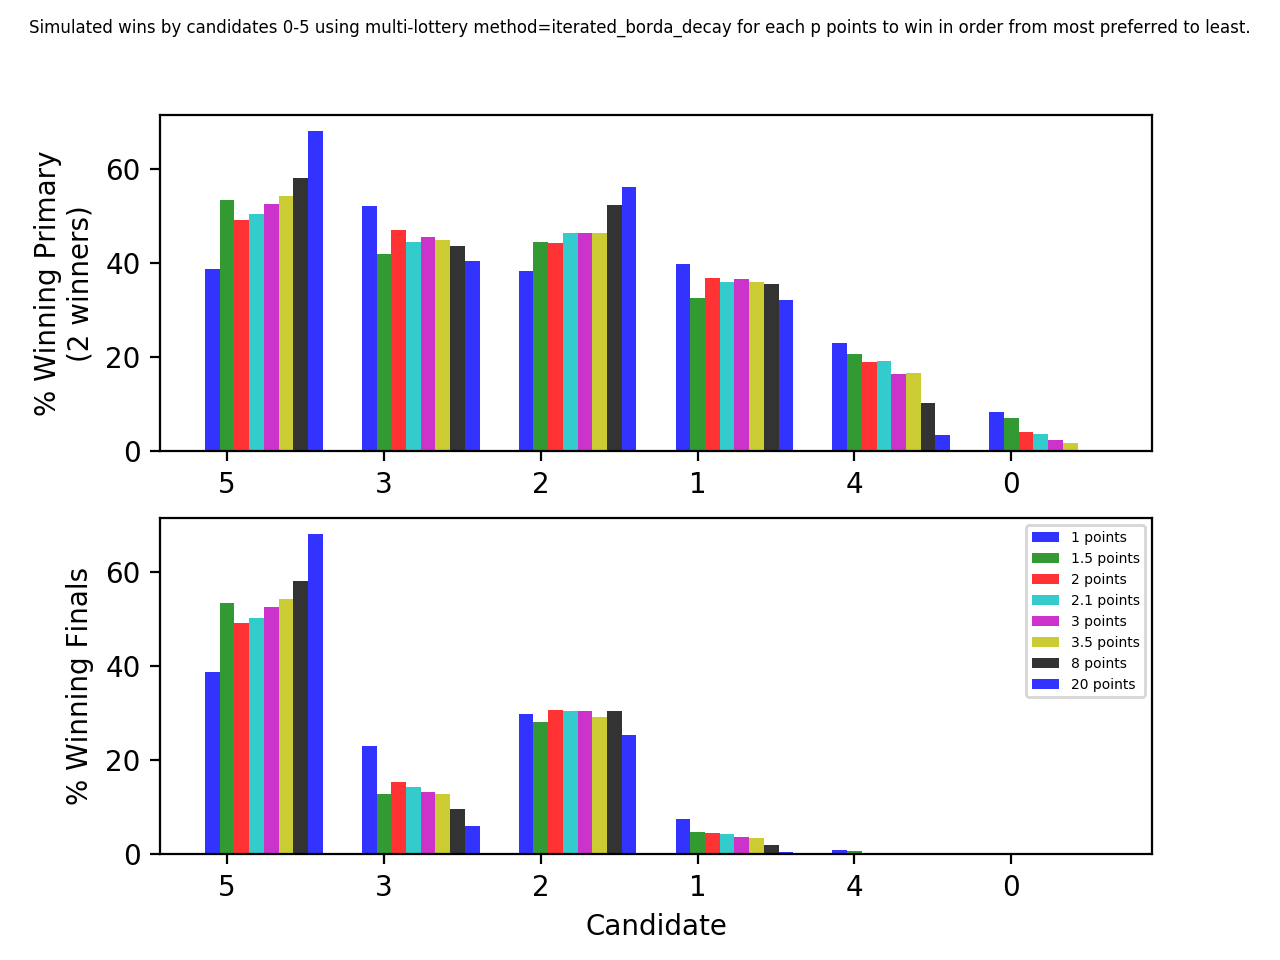 Simulated wins by candidates 0-5 using multi-lottery method=iterated_borda_decay for each p points to win in order from most preferred to least.
% Winning Primary
(2 winners)
60
40
20
0
5 3 2 1 4 0
% Winning Finals
60
40
20
0
1 points
1.5 points
2 points
2.1 points
3 points
3.5 points
8 points
20 points
5 3 2 1 4 0
Candidate